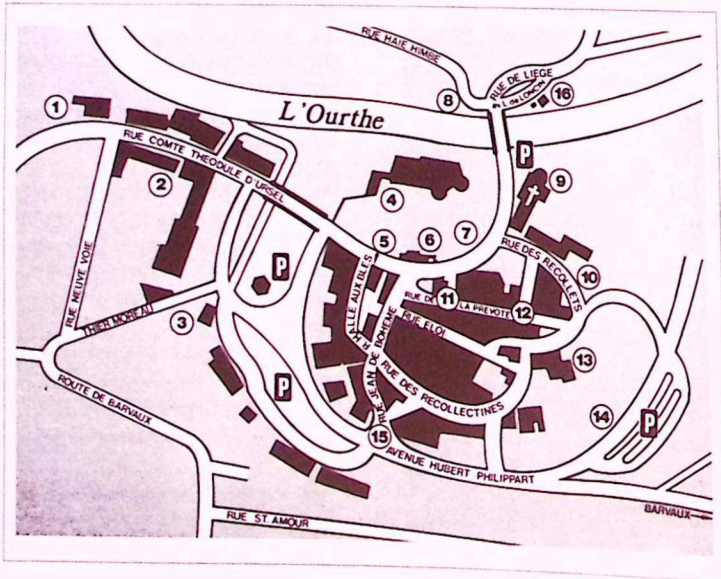 RUE HAIE HIMBE
RUE DE LIEGE
8
L. de LONCIN
16
1
L'Ourthe
P
RUE COMTE THEODULE D'URSEL
2
4
9
5
6
7
RUE NEUVE VOIE
P
R HALLE AUX BLES
RUE DES RECOLLETS
10
11
RUE DE LA PREVOTE
12
THIER MOREAU
3
RUE ELOI
RUE JEAN DE BOHEME
13
RUE DES RECOLLECTINES
P
ROUTE DE BARVAUX
14
P
15
AVENUE HUBERT PHILIPPART
BARVAUX
RUE ST. AMOUR